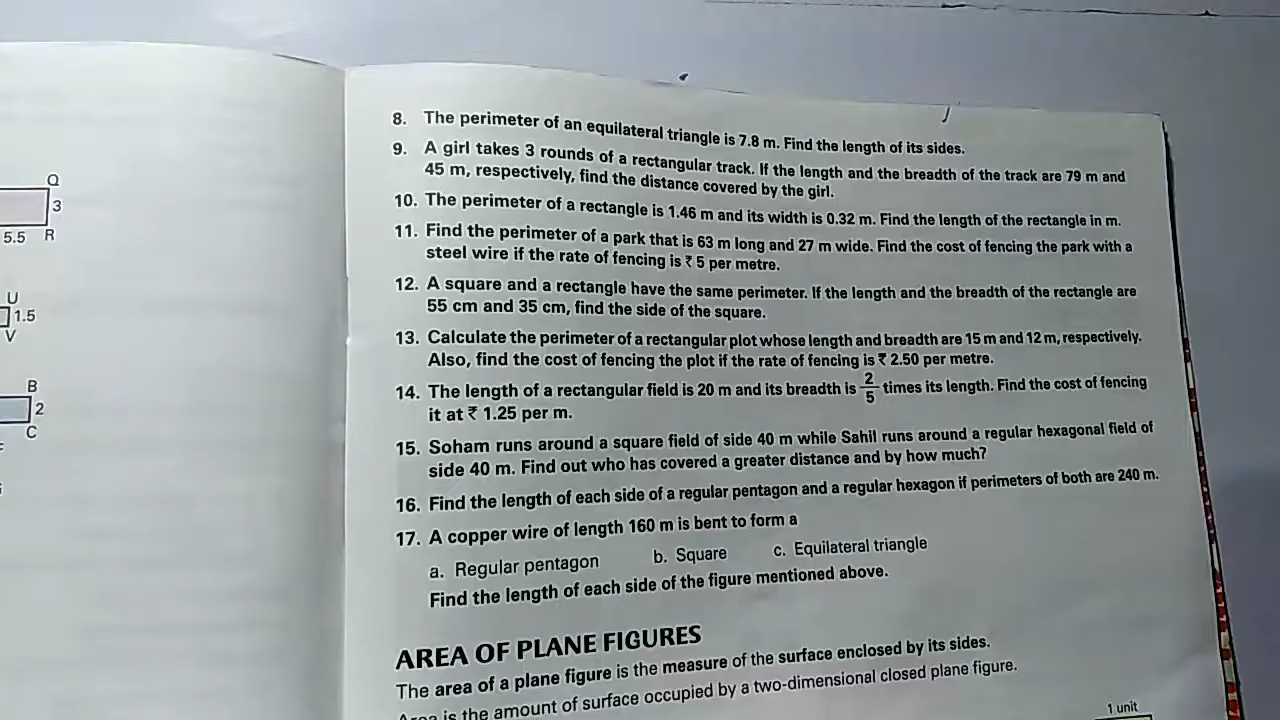 Q
3
5.5 R
U
1.5
V
B
2
C
8. The perimeter of an equilateral triangle is 7.8 m. Find the length of its sides.
9. A girl takes 3 rounds of a rectangular track. If the length and the breadth of the track are 79 m and
45 m, respectively, find the distance covered by the girl.
10. The perimeter of a rectangle is 1.46 m and its width is 0.32 m. Find the length of the rectangle in m.
11. Find the perimeter of a park that is 63 m long and 27 m wide. Find the cost of fencing the park with a
steel wire if the rate of fencing is ₹ 5 per metre.
12. A square and a rectangle have the same perimeter. If the length and the breadth of the rectangle are
55 cm and 35 cm, find the side of the square.
13. Calculate the perimeter of a rectangular plot whose length and breadth are 15 m and 12 m, respectively.
Also, find the cost of fencing the plot if the rate of fencing is ₹ 2.50 per metre.
14. The length of a rectangular field is 20 m and its breadth is 2/5 times its length. Find the cost of fencing
it at ₹ 1.25 per m.
15. Soham runs around a square field of side 40 m while Sahil runs around a regular hexagonal field of
side 40 m. Find out who has covered a greater distance and by how much?
16. Find the length of each side of a regular pentagon and a regular hexagon if perimeters of both are 240 m.
17. A copper wire of length 160 m is bent to form a
a. Regular pentagon b. Square c. Equilateral triangle
Find the length of each side of the figure mentioned above.
AREA OF PLANE FIGURES
The area of a plane figure is the measure of the surface enclosed by its sides.
Area is the amount of surface occupied by a two-dimensional closed plane figure.
1 unit